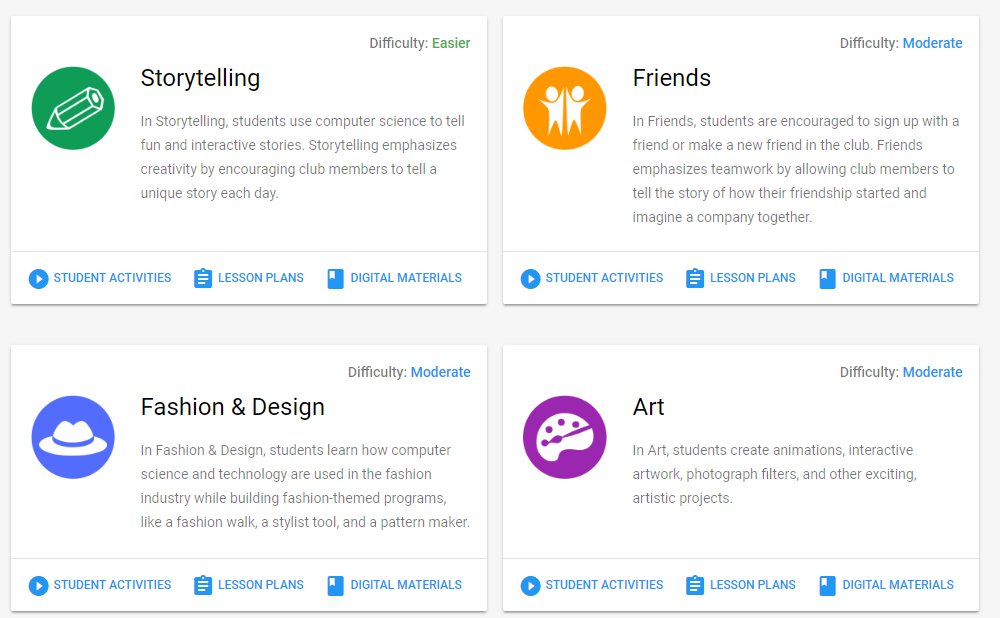 Difficulty: Easier
Storytelling
In Storytelling, students use computer science to tell
fun and interactive stories. Storytelling emphasizes
creativity by encouraging club members to tell a
unique story each day.
STUDENT ACTIVITIES LESSON PLANS DIGITAL MATERIALS
Difficulty: Moderate
Friends
In Friends, students are encouraged to sign up with a
friend or make a new friend in the club. Friends
emphasizes teamwork by allowing club members to
tell the story of how their friendship started and
imagine a company together.
STUDENT ACTIVITIES LESSON PLANS DIGITAL MATERIALS
Difficulty: Moderate
Fashion & Design
In Fashion & Design, students learn how computer
science and technology are used in the fashion
industry while building fashion-themed programs,
like a fashion walk, a stylist tool, and a pattern maker.
STUDENT ACTIVITIES LESSON PLANS DIGITAL MATERIALS
Difficulty: Moderate
Art
In Art, students create animations, interactive
artwork, photograph filters, and other exciting,
artistic projects.
STUDENT ACTIVITIES LESSON PLANS DIGITAL MATERIALS